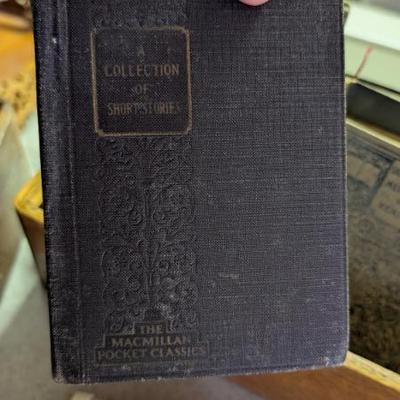 A
COLLECTION
OF
SHORT STORIES
THE
MACMILLAN
POCKET CLASSICS